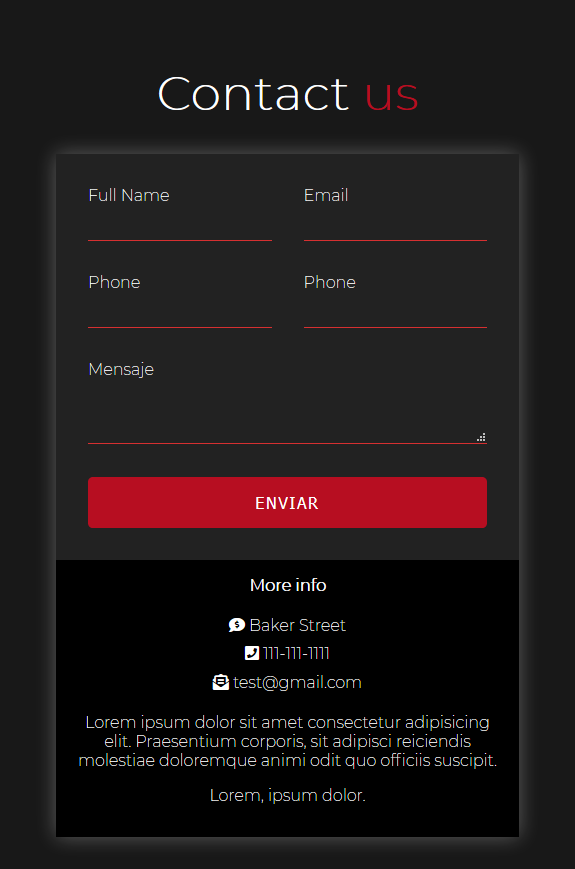 Contact us
Full Name Email
Phone Phone
Mensaje
ENVIAR
More info
Baker Street
111-111-1111
test@gmail.com
Lorem ipsum dolor sit amet consectetur adipisicing
elit. Praesentium corporis, sit adipisci reiciendis
molestiae doloremque animi odit quo officiis suscipit.
Lorem, ipsum dolor.